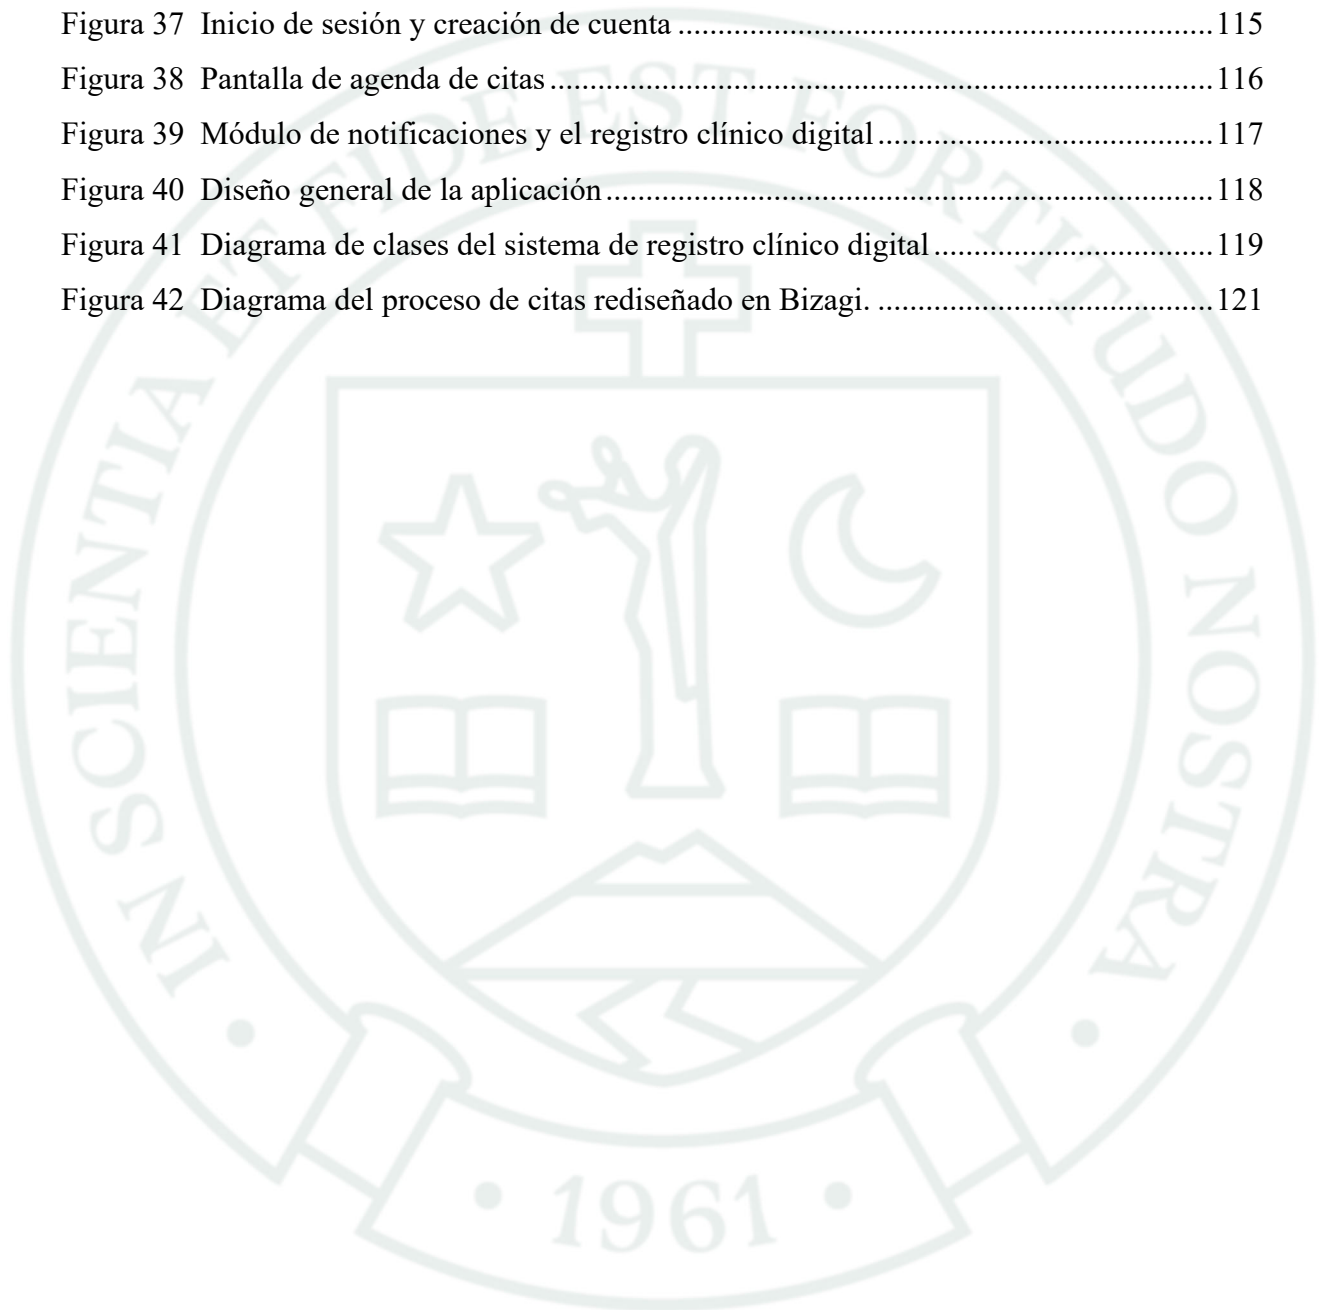 Figura 37 Inicio de sesión y creación de cuenta ........................................................................115
Figura 38 Pantalla de agenda de citas ........................................................................116
Figura 39 Módulo de notificaciones y el registro clínico digital ........................................................................117
Figura 40 Diseño general de la aplicación ........................................................................118
Figura 41 Diagrama de clases del sistema de registro clínico digital ........................................................................119
Figura 42 Diagrama del proceso de citas rediseñado en Bizagi. ........................................................................121
IN SCIENTIA ET FIDE EST FORTITUDO NOSTRA
• 1961 •